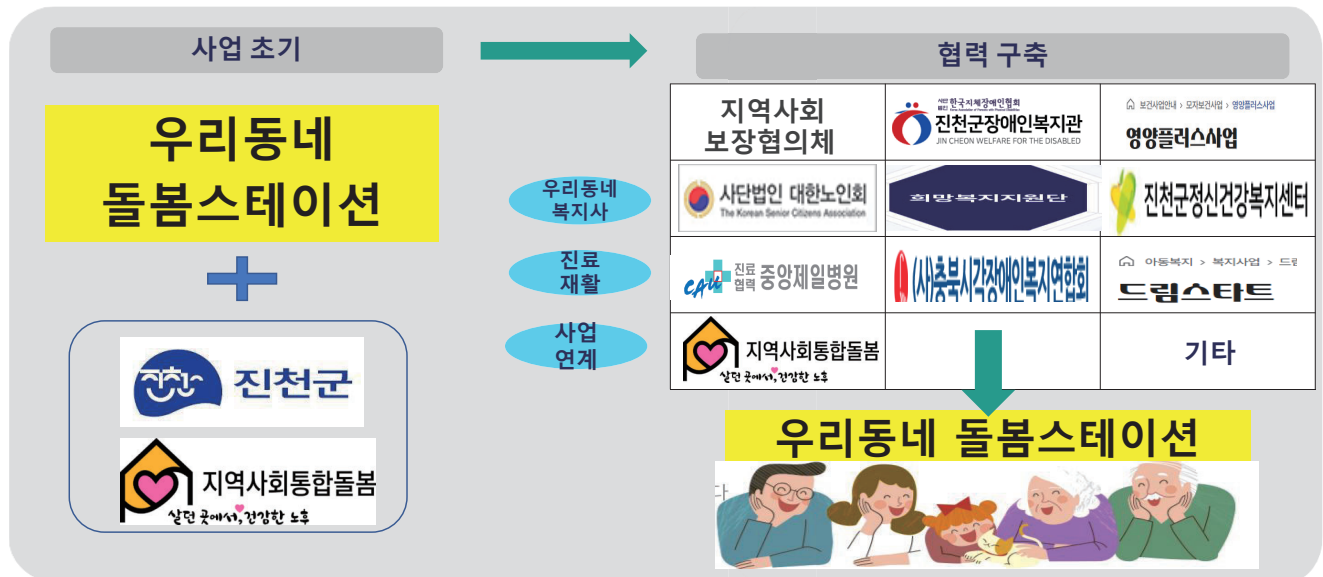 사업 초기
우리동네
돌봄스테이션
진천 진천군
지역사회통합돌봄
살던 곳에서, 건강한 노후
우리동네
복지사
진료
재활
사업
연계
협력 구축
지역사회
보장협의체
한국지체장애인협회
진천군장애인복지관
JIN CHEON WELFARE FOR THE DISABLED
보건사업안내 > 모자보건사업 > 영양플러스사업
영양플러스사업
사단법인 대한노인회
The Korean Senior Citizens Association
희망복지지원단
진천군정신건강복지센터
CAU 진료
협력 중앙제일병원
(사)충북시각장애인복지연합회
아동복지 > 복지사업 > 드림
드림스타트
지역사회통합돌봄
살던 곳에서, 건강한 노후
기타
우리동네 돌봄스테이션